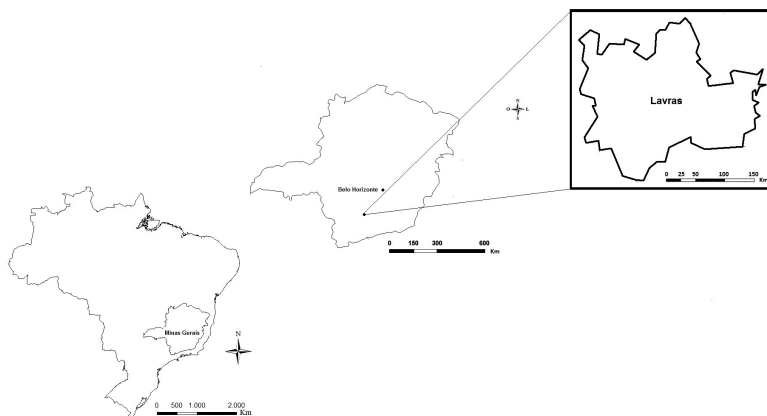 Lavras
0 25 50 100 150
Km
N
O L
S
Belo Horizonte
0 150 300 600
Km
Minas Gerais
N
0 500 1.000 2.000
Km